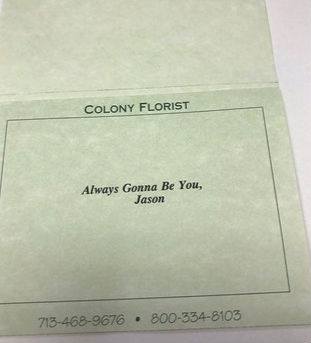 COLONY FLORIST
Always Gonna Be You,
Jason
713-468-9676 • 800-334-8103